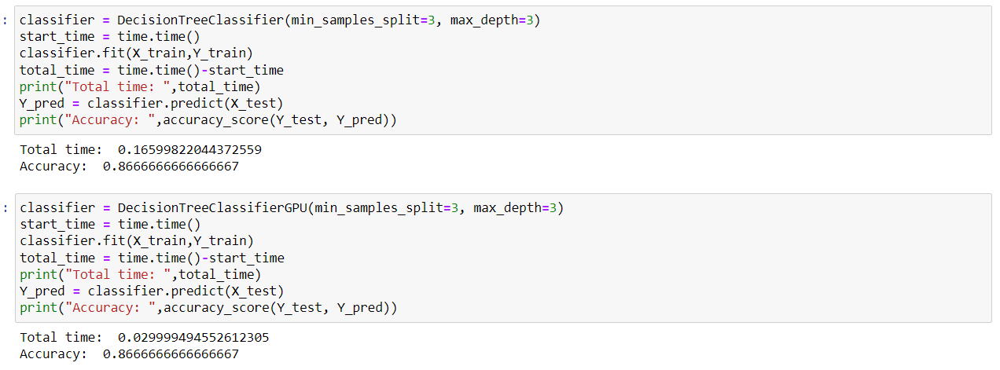 : classifier = DecisionTreeClassifier(min_samples_split=3, max_depth=3)
start_time = time.time()
classifier.fit(X_train,Y_train)
total_time = time.time()-start_time
print("Total time: ",total_time)
Y_pred = classifier.predict(X_test)
print("Accuracy: ",accuracy_score(Y_test, Y_pred))
Total time:  0.16599822044372559
Accuracy:  0.8666666666666667
: classifier = DecisionTreeClassifierGPU(min_samples_split=3, max_depth=3)
start_time = time.time()
classifier.fit(X_train,Y_train)
total_time = time.time()-start_time
print("Total time: ",total_time)
Y_pred = classifier.predict(X_test)
print("Accuracy: ",accuracy_score(Y_test, Y_pred))
Total time:  0.029999494552612305
Accuracy:  0.8666666666666667